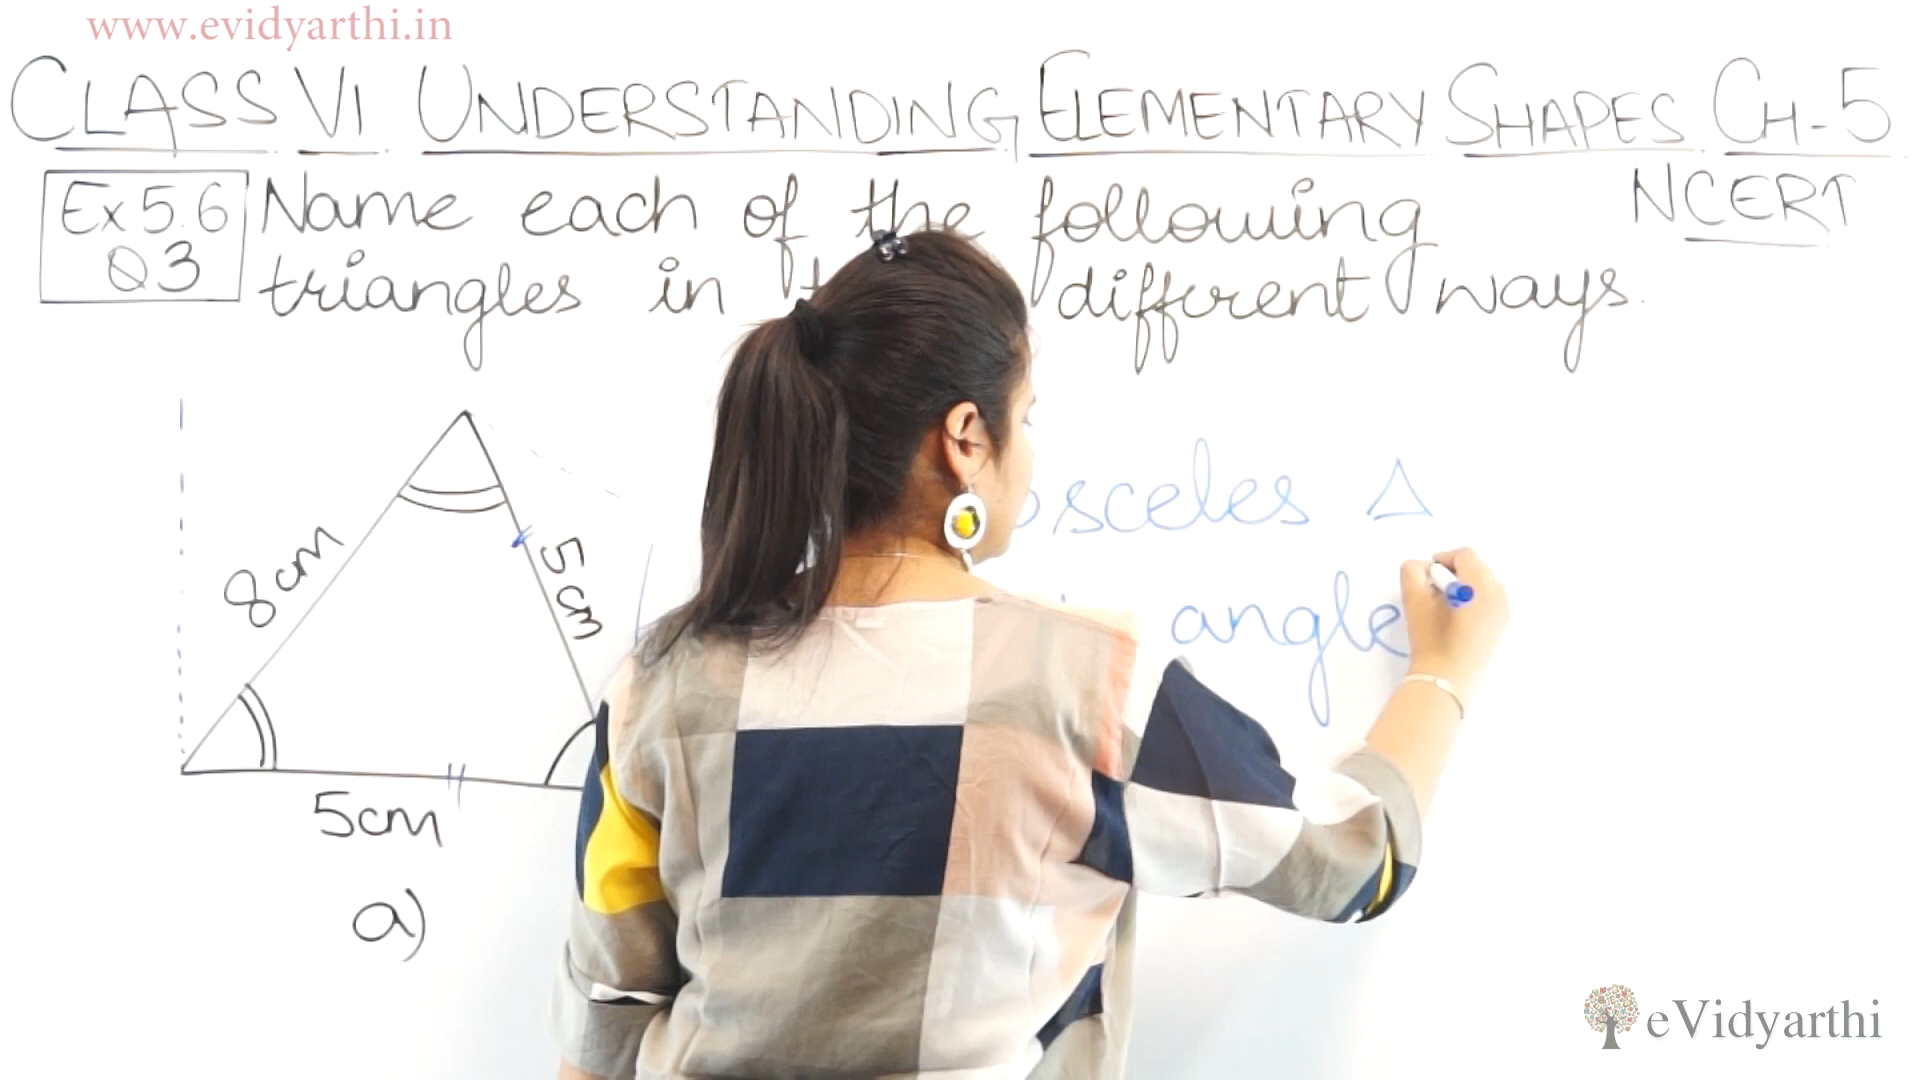 www.evidyarthi.in
CLASS VI UNDERSTANDING ELEMENTARY SHAPES CH-5
NCERT
Ex 5.6
Q3
Name each of the following
triangles in different ways.
8cm
5cm
5cm
a)
Δ
angle
eVidyarthi